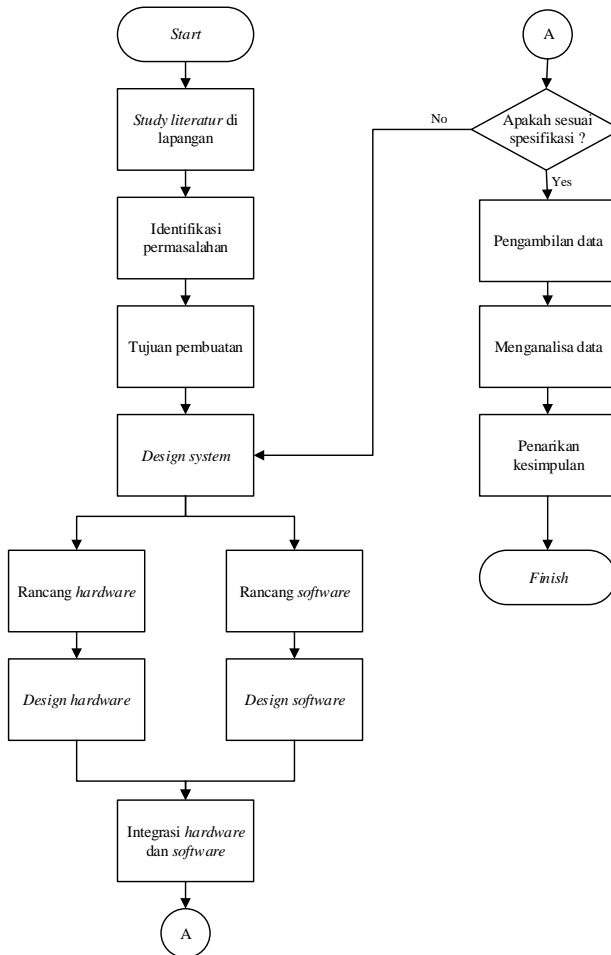 Start
Study literatur di
lapangan
Identifikasi
permasalahan
Tujuan pembuatan
Design system
Rancang hardware
Rancang software
Design hardware
Design software
Integrasi hardware
dan software
A
A
Apakah sesuai
spesifikasi ?
No
Yes
Pengambilan data
Menganalisa data
Penarikan
kesimpulan
Finish